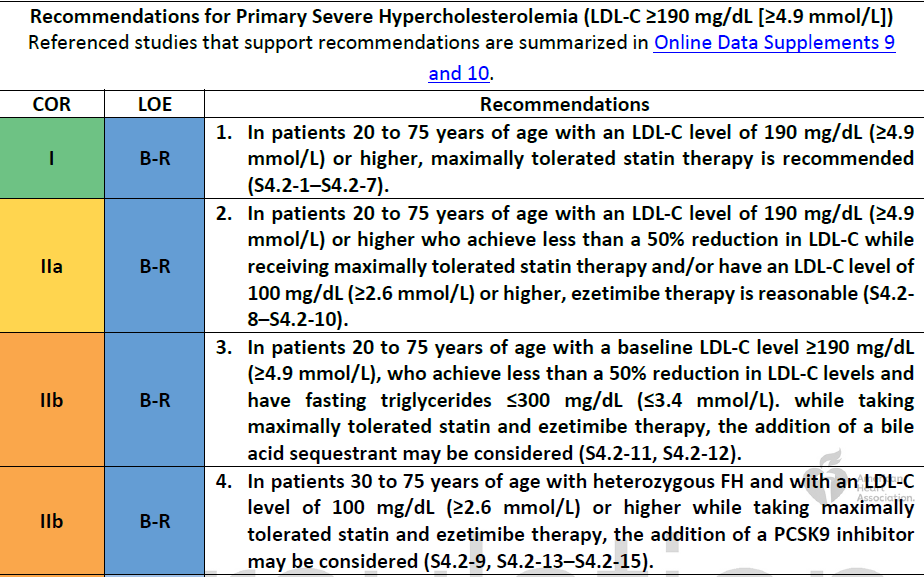 Recommendations for Primary Severe Hypercholesterolemia (LDL-C ≥190 mg/dL [≥4.9 mmol/L])
Referenced studies that support recommendations are summarized in Online Data Supplements 9
and 10.
COR LOE Recommendations
I B-R 1. In patients 20 to 75 years of age with an LDL-C level of 190 mg/dL (≥4.9
mmol/L) or higher, maximally tolerated statin therapy is recommended
(S4.2-1–S4.2-7).
IIa B-R 2. In patients 20 to 75 years of age with an LDL-C level of 190 mg/dL (≥4.9
mmol/L) or higher who achieve less than a 50% reduction in LDL-C while
receiving maximally tolerated statin therapy and/or have an LDL-C level of
100 mg/dL (≥2.6 mmol/L) or higher, ezetimibe therapy is reasonable (S4.2-
8–S4.2-10).
IIb B-R 3. In patients 20 to 75 years of age with a baseline LDL-C level ≥190 mg/dL
(≥4.9 mmol/L), who achieve less than a 50% reduction in LDL-C levels and
have fasting triglycerides ≤300 mg/dL (≤3.4 mmol/L). while taking
maximally tolerated statin and ezetimibe therapy, the addition of a bile
acid sequestrant may be considered (S4.2-11, S4.2-12).
IIb B-R 4. In patients 30 to 75 years of age with heterozygous FH and with an LDL-C
level of 100 mg/dL (≥2.6 mmol/L) or higher while taking maximally
tolerated statin and ezetimibe therapy, the addition of a PCSK9 inhibitor
may be considered (S4.2-9, S4.2-13–S4.2-15).
Heart
Association.